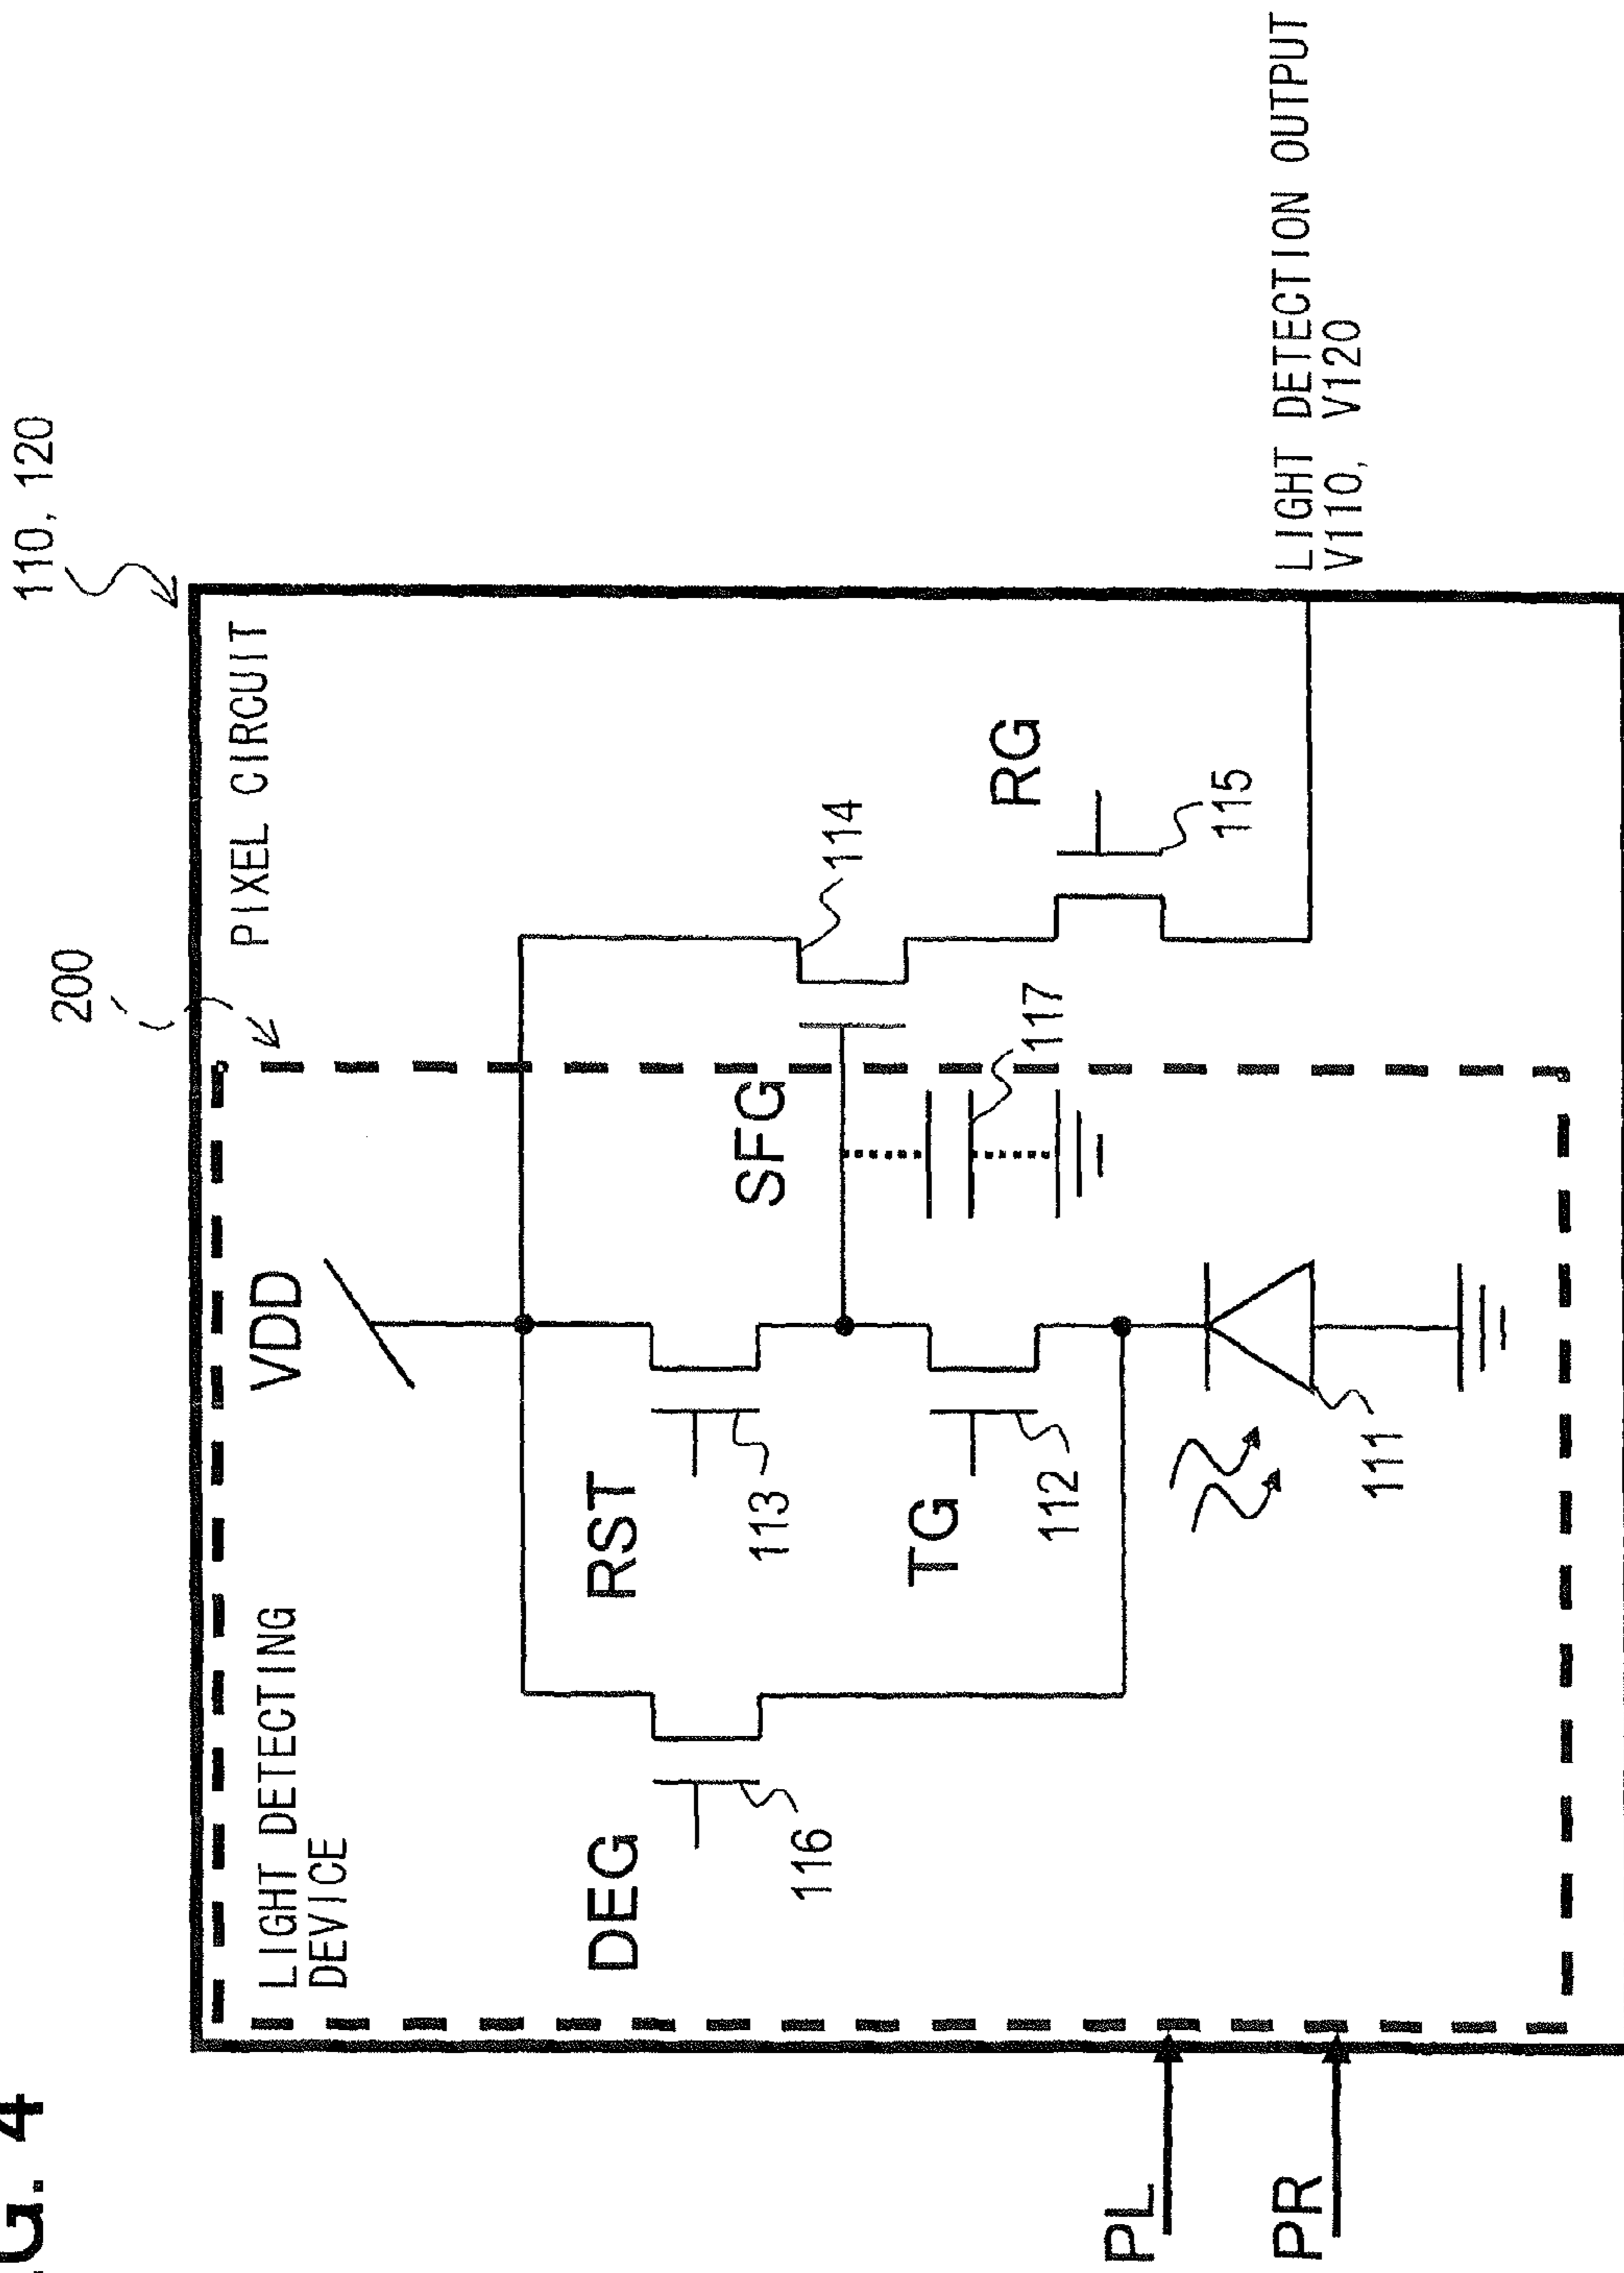 G. 4
110, 120
200
PIXEL CIRCUIT
LIGHT DETECTING
DEVICE
VDD
DEG
116
RST
113
SFG
114
TG
112
117
RG
115
111
PL
PR
LIGHT DETECTION OUTPUT
V110, V120